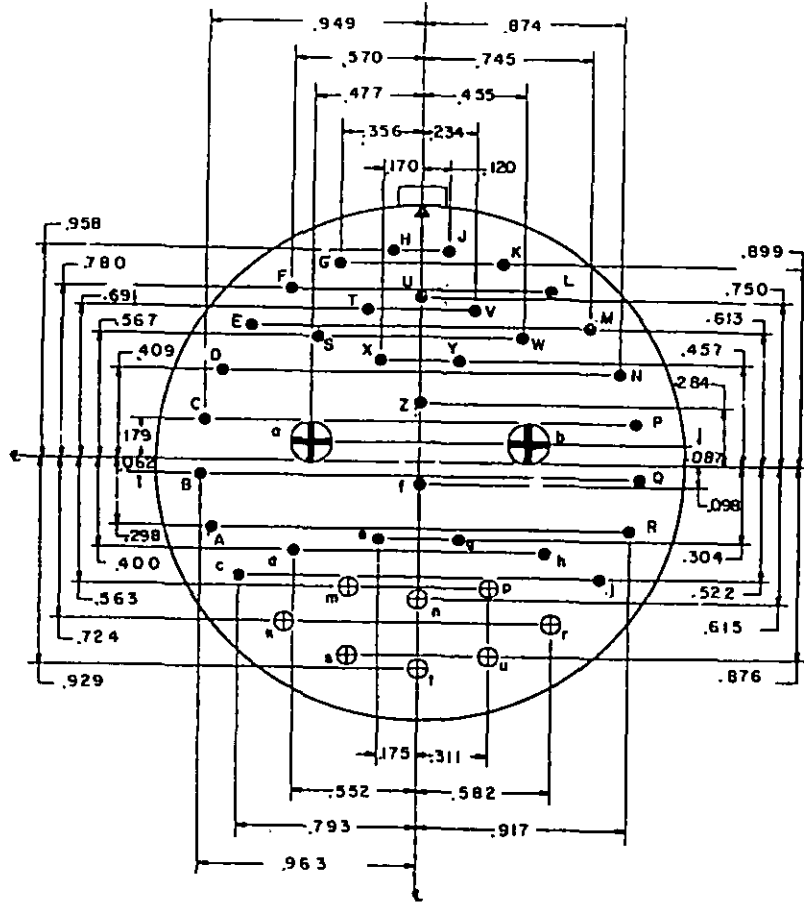 .949 .874
.570 .745
.477 .455
.356 .234
.170 .120
.958 H J .899
G K
.780 F U L .750
.691 T V
E M .613
.567 S W
X Y .457
.409 D N
Z .284
C P
.179 a b .087
.062 B f Q
.098
.298 A R
.400 d g h .304
c j .522
.563 m p
n .615
.724 r
s u
t
.929 .876
.175 .311
.552 .582
.793 .917
.963